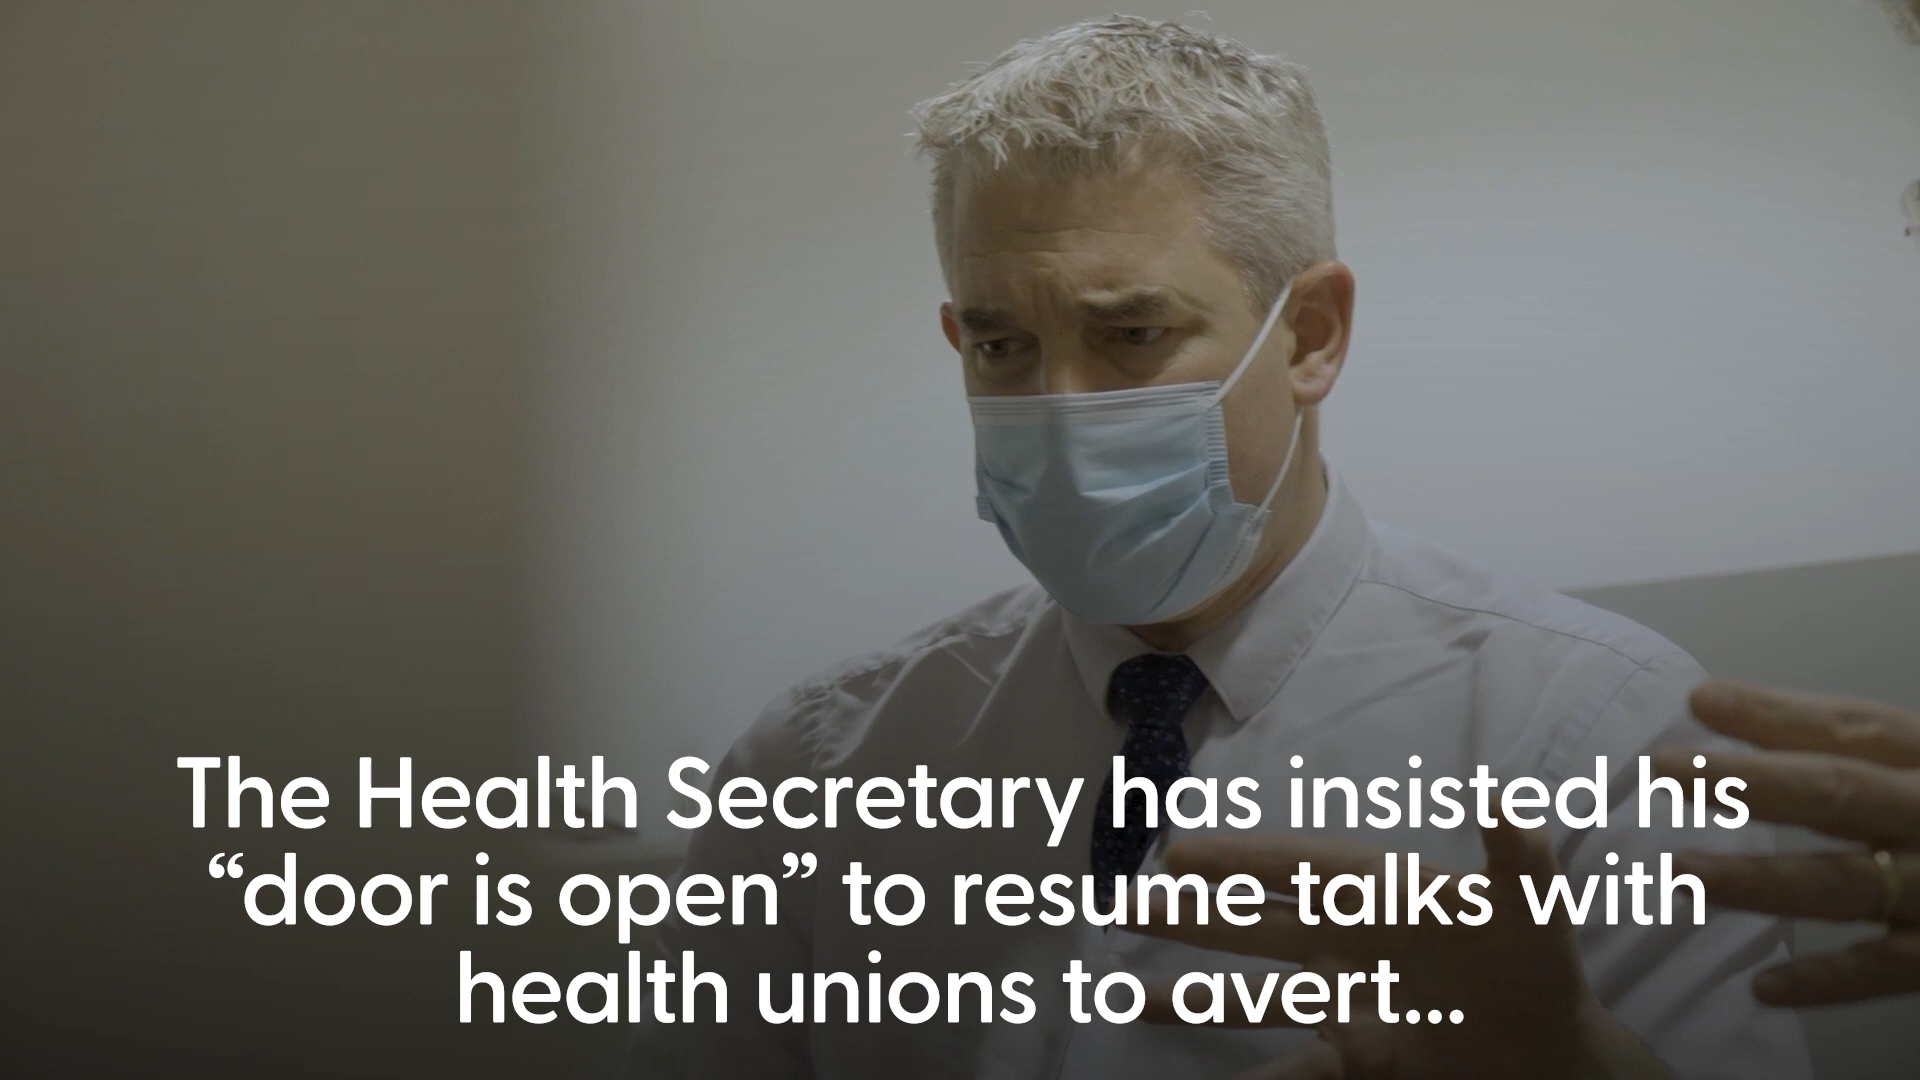 The Health Secretary has insisted his
“door is open” to resume talks with
health unions to avert...